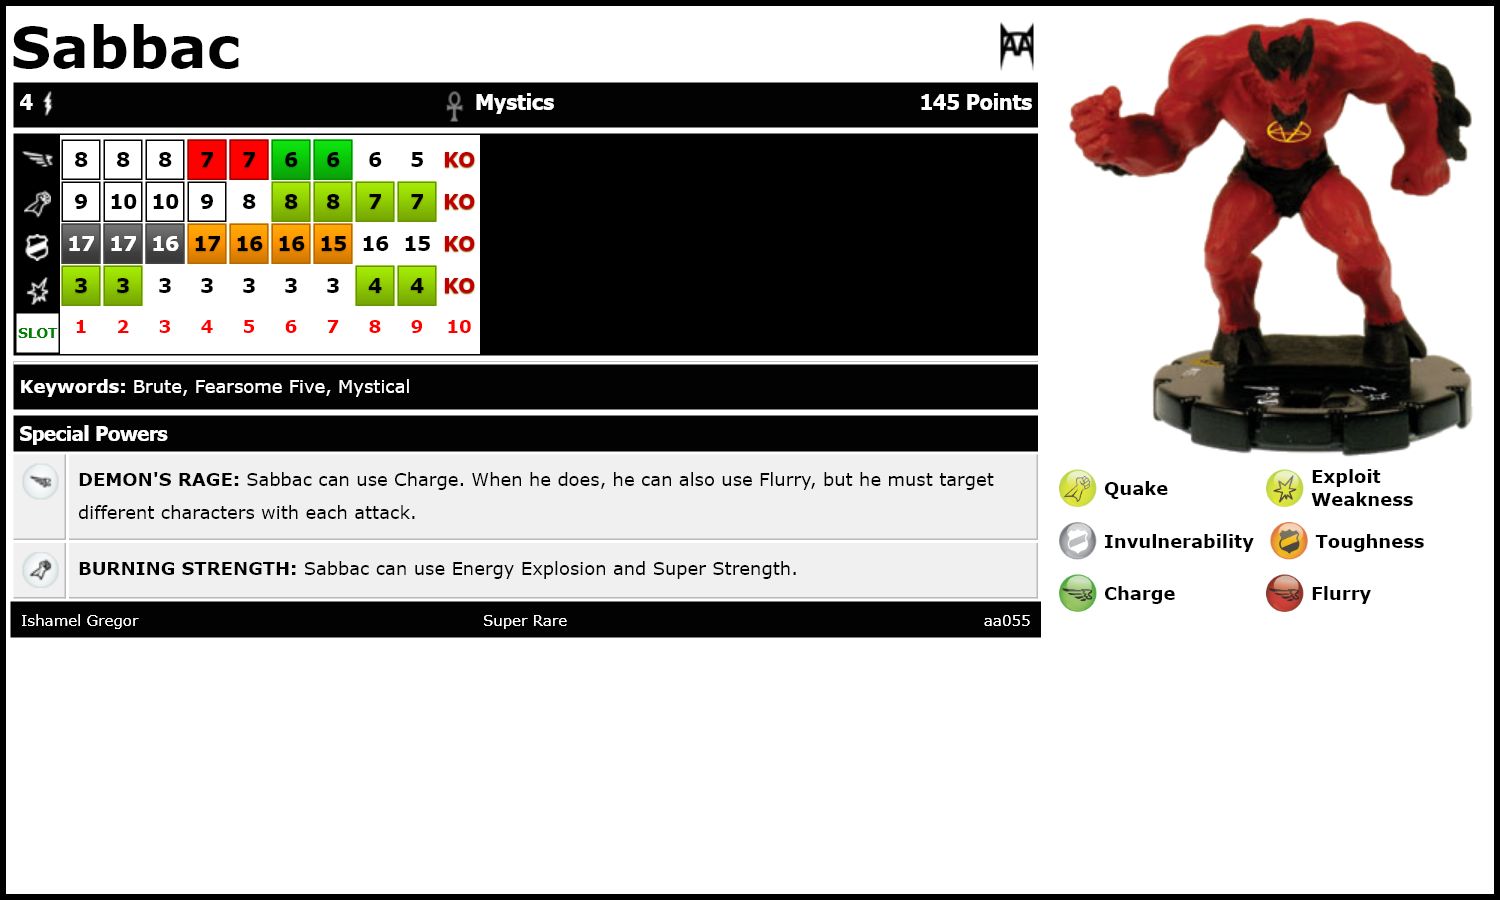 Sabbac
4 Mystics 145 Points
8 8 8 7 7 6 6 6 5 KO
9 10 10 9 8 8 8 7 7 KO
17 17 16 17 16 16 15 16 15 KO
3 3 3 3 3 3 3 4 4 KO
SLOT 1 2 3 4 5 6 7 8 9 10
Keywords: Brute, Fearsome Five, Mystical
Special Powers
DEMON'S RAGE: Sabbac can use Charge. When he does, he can also use Flurry, but he must target
different characters with each attack.
BURNING STRENGTH: Sabbac can use Energy Explosion and Super Strength.
Ishamel Gregor Super Rare aa055
Quake
Exploit
Weakness
Invulnerability
Toughness
Charge
Flurry